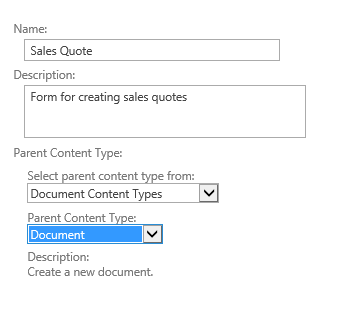 Name:
Sales Quote
Description:
Form for creating sales quotes
Parent Content Type:
Select parent content type from:
Document Content Types
Parent Content Type:
Document
Description:
Create a new document.